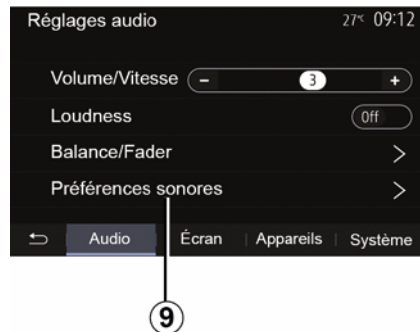 Réglages audio 27°C 09:12
Volume/Vitesse - 3 +
Loudness Off
Balance/Fader >
Préférences sonores >
Audio Écran Appareils Système
9